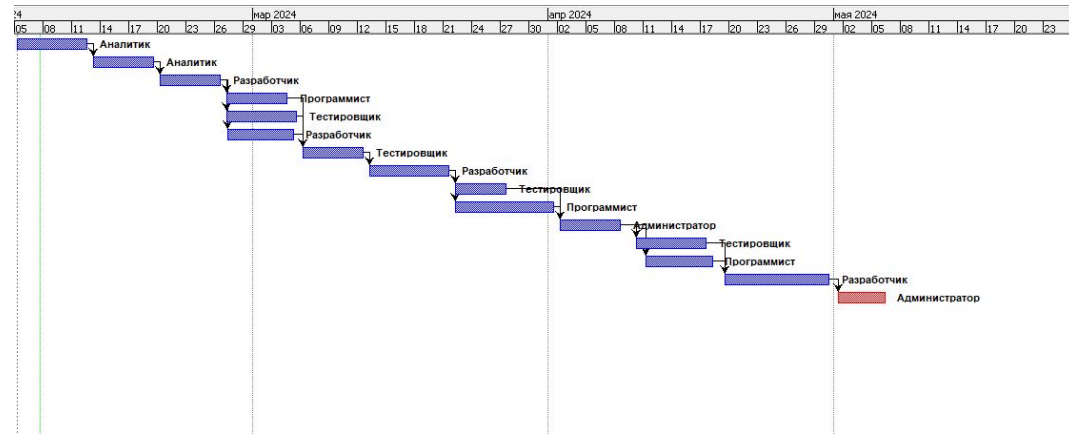 24 мар 2024 апр 2024 мая 2024
05 08 11 14 17 20 23 26 29 03 06 09 12 15 18 21 24 27 30 02 05 08 11 14 17 20 23 26 29 02 05 08 11 14 17 20 23
Аналитик
Аналитик
Разработчик
Программист
Тестировщик
Разработчик
Тестировщик
Разработчик
Тестировщик
Программист
Администратор
Тестировщик
Программист
Разработчик
Администратор